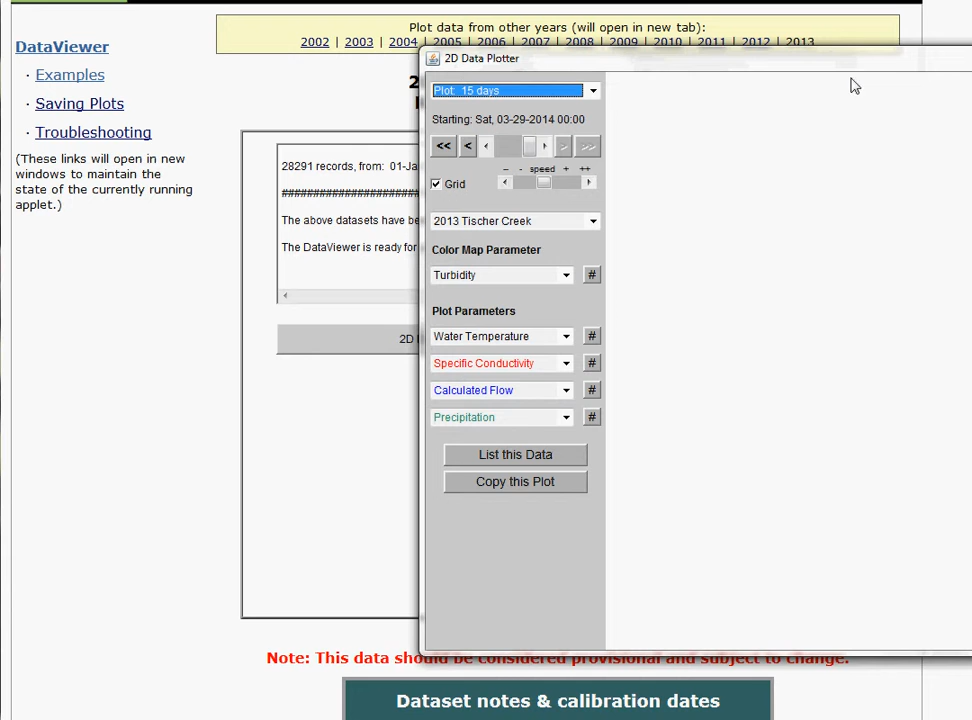 Plot data from other years (will open in new tab):
2002 | 2003 | 2004 | 2005 | 2006 | 2007 | 2008 | 2009 | 2010 | 2011 | 2012 | 2013
DataViewer
· Examples
· Saving Plots
· Troubleshooting
(These links will open in new
windows to maintain the
state of the currently running
applet.)
2
28291 records, from: 01-Ja
####################
The above datasets have be
The DataViewer is ready for
2D
2D Data Plotter
Plot: 15 days
Starting: Sat, 03-29-2014 00:00
<< < > >>
– - speed + ++
Grid
2013 Tischer Creek
Color Map Parameter
Turbidity #
Plot Parameters
Water Temperature #
Specific Conductivity #
Calculated Flow #
Precipitation #
List this Data
Copy this Plot
Note: This data should be considered provisional and subject to change.
Dataset notes & calibration dates